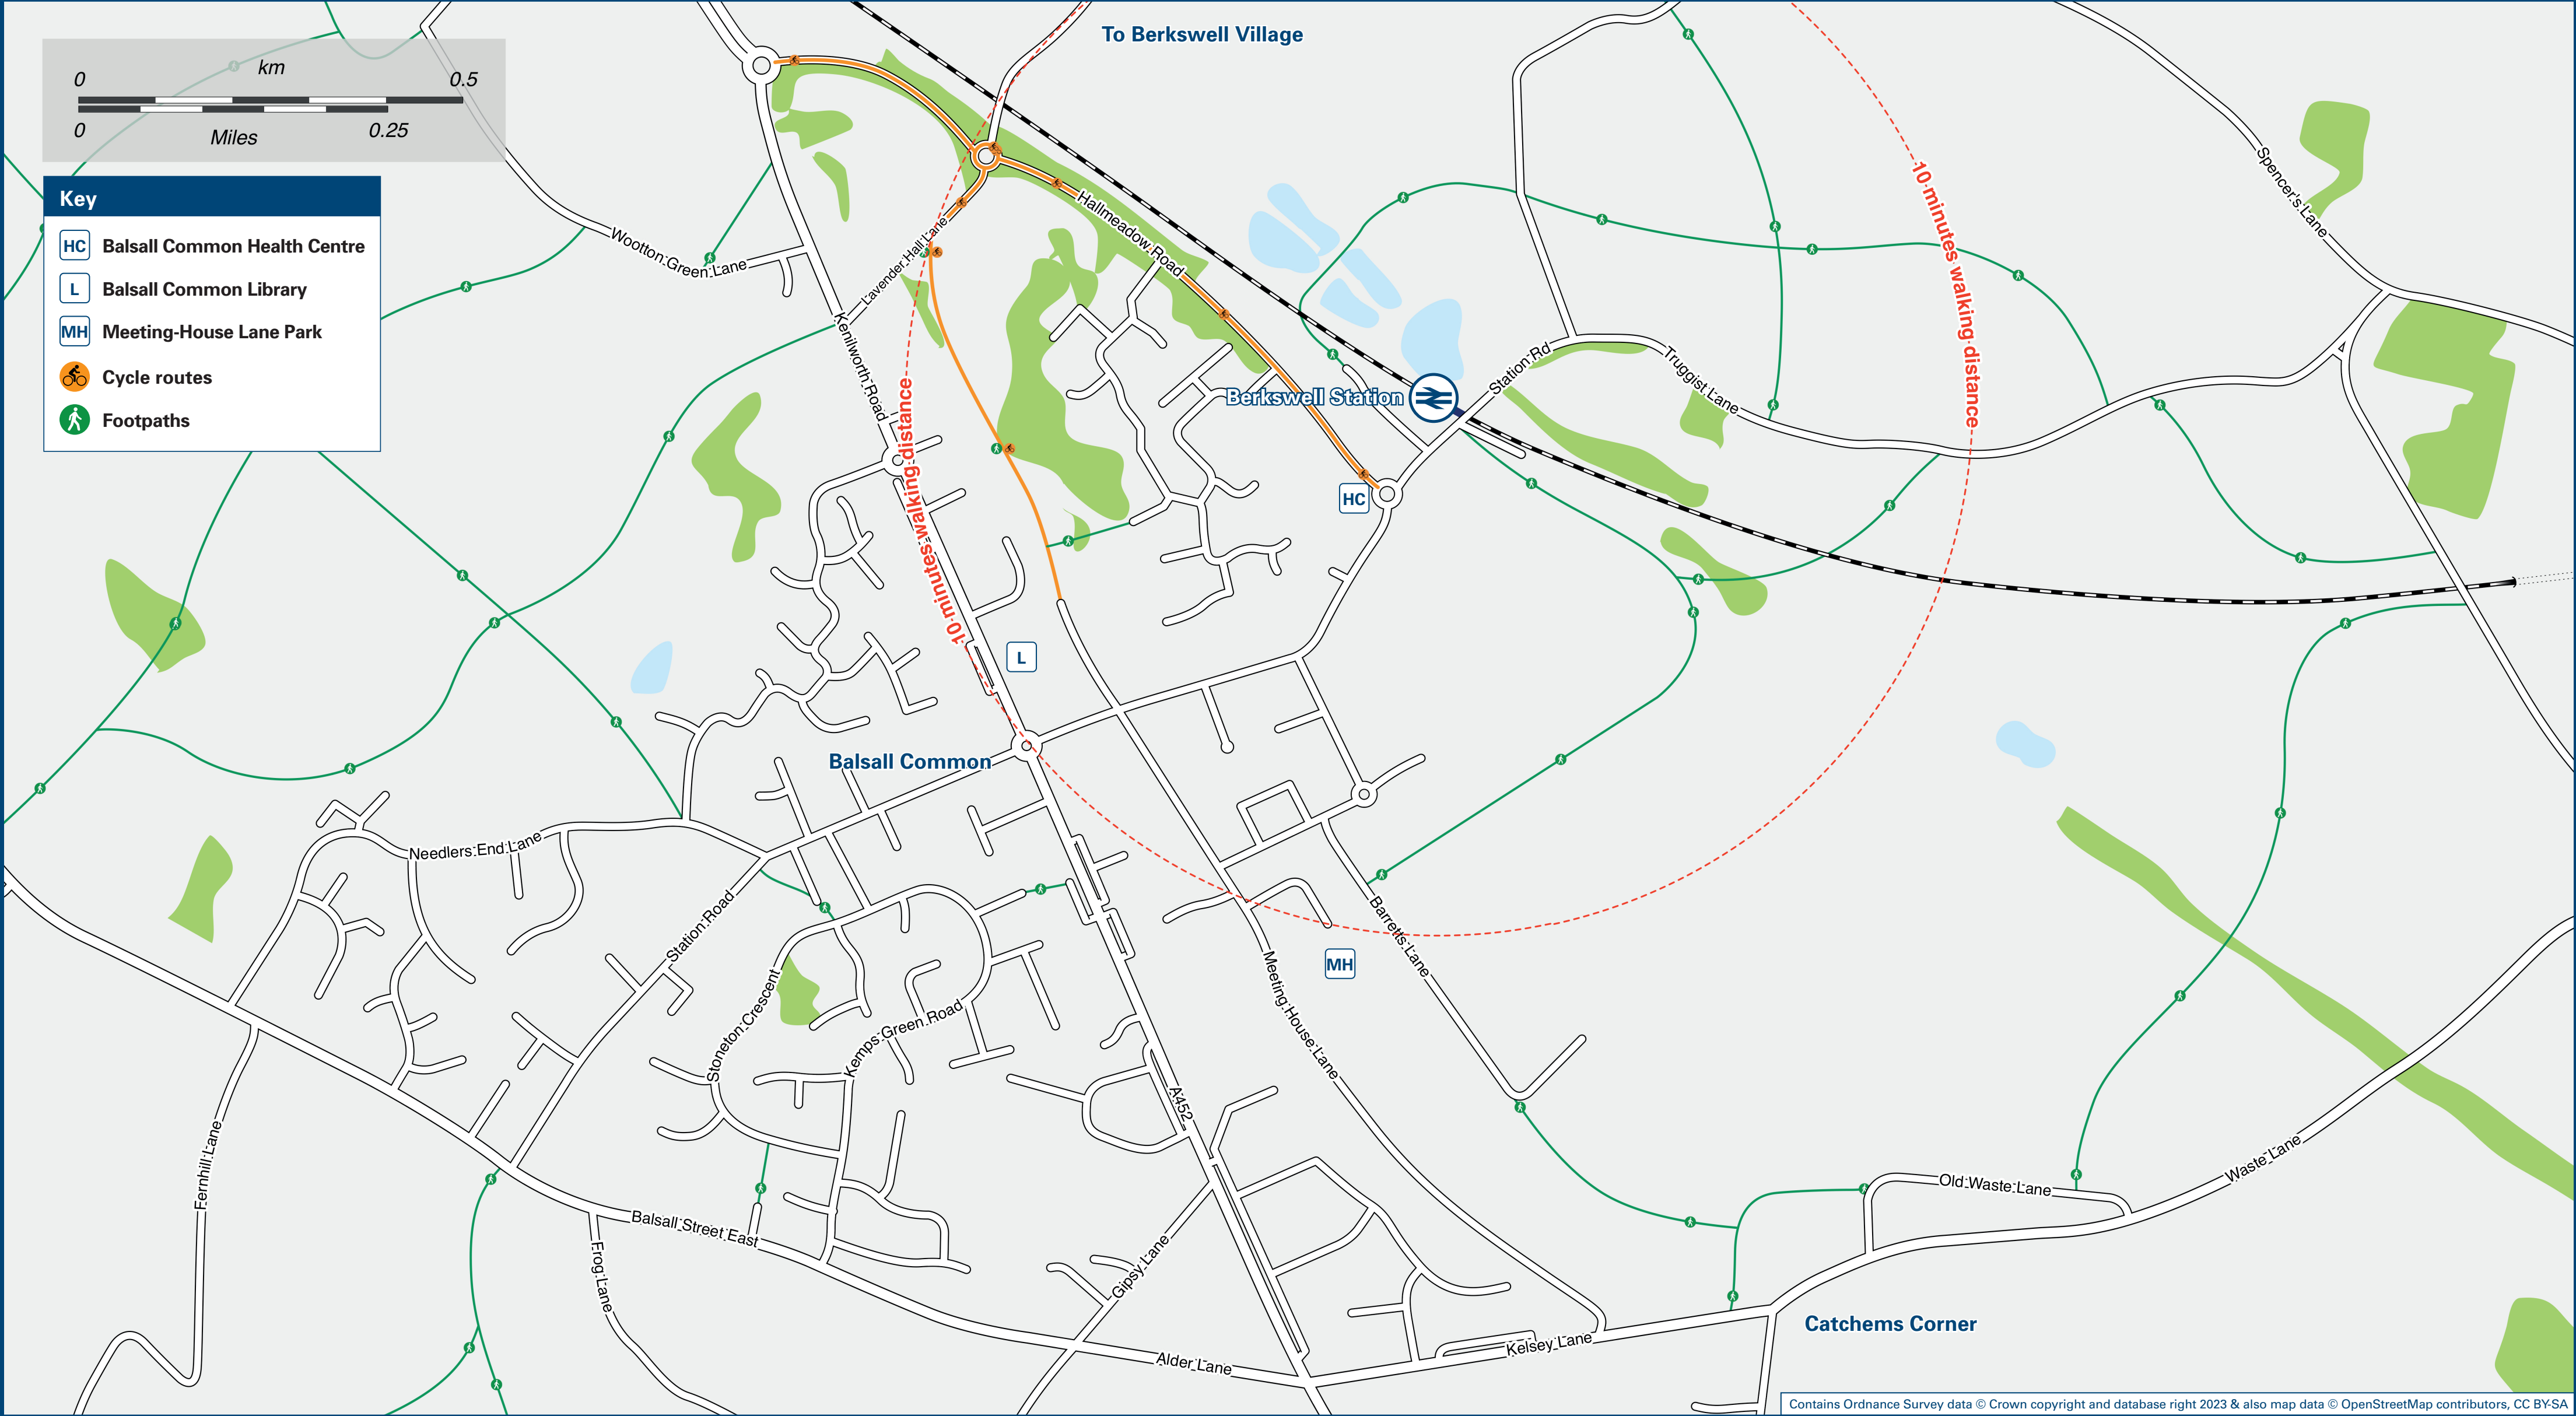 To Berkswell Village
0 km 0.5
0 Miles 0.25
Key
HC Balsall Common Health Centre
L Balsall Common Library
MH Meeting-House Lane Park
Cycle routes
Footpaths
10 minutes walking distance
Spencer's Lane
Wootton Green Lane
Lavender Hall Lane
Hallmeadow Road
Kenilworth Road
Station Rd
Truggist Lane
Berkswell Station
10 minutes walking distance
HC
L
Balsall Common
Needlers End Lane
Station Road
Barretts Lane
MH
Meeting House Lane
Stoneton Crescent
Kemps Green Road
A452
Fernhill Lane
Old Waste Lane
Waste Lane
Balsall Street East
Frog Lane
Gipsy Lane
Catchems Corner
Kelsey Lane
Alder Lane
Contains Ordnance Survey data © Crown copyright and database right 2023 & also map data © OpenStreetMap contributors, CC BY-SA